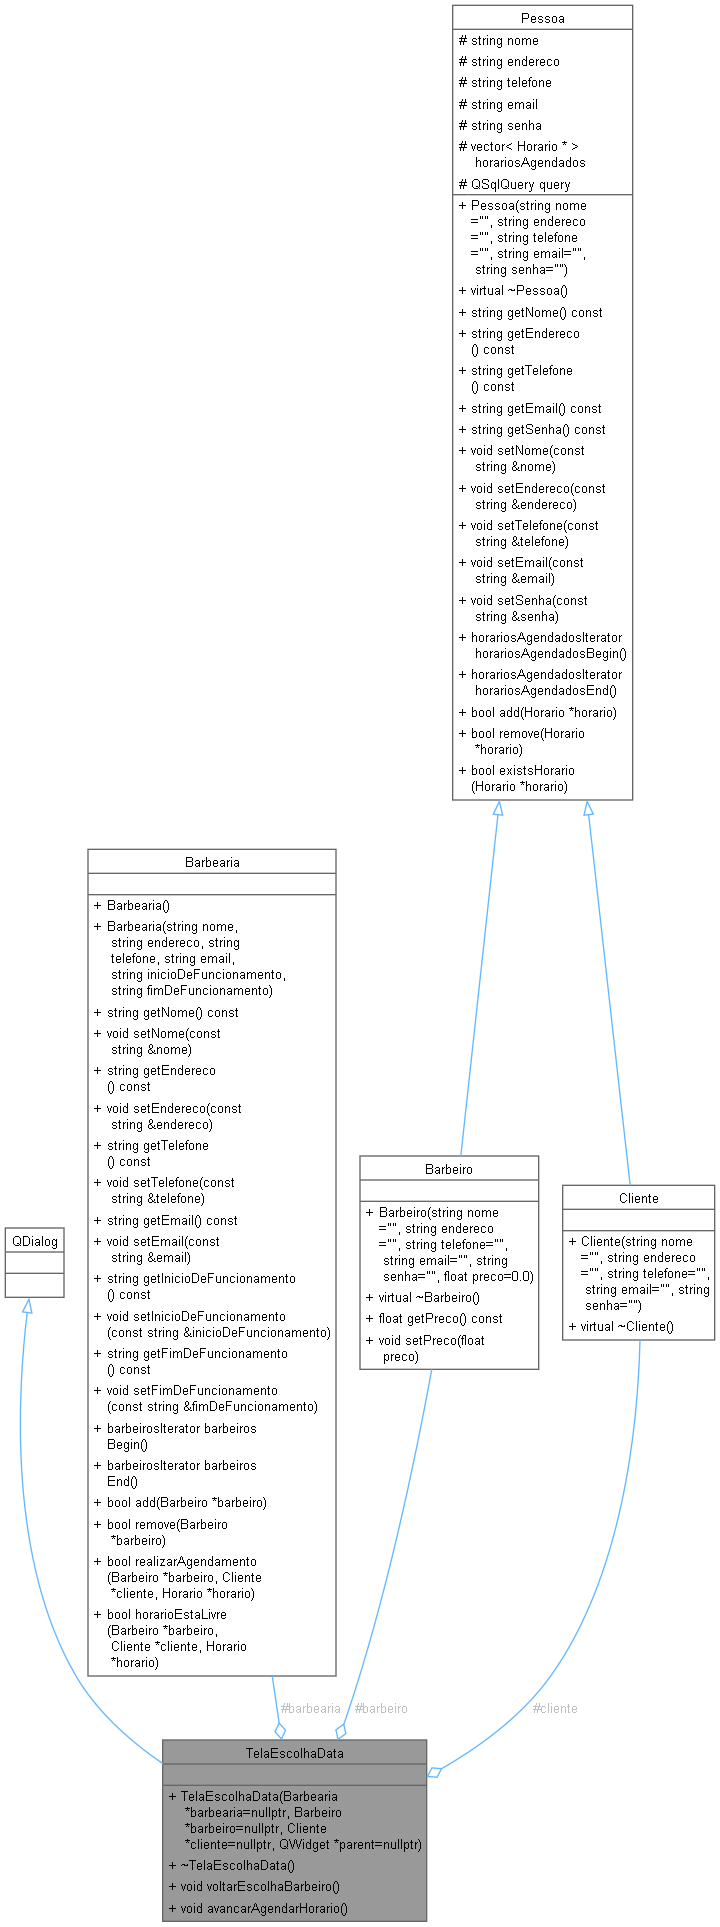 Pessoa
# string nome
# string endereco
# string telefone
# string email
# string senha
# vector< Horario * >
horariosAgendados
# QSqlQuery query
+ Pessoa(string nome
="", string endereco
="", string telefone
="", string email="",
string senha="")
+ virtual ~Pessoa()
+ string getNome() const
+ string getEndereco
() const
+ string getTelefone
() const
+ string getEmail() const
+ string getSenha() const
+ void setNome(const
string &nome)
+ void setEndereco(const
string &endereco)
+ void setTelefone(const
string &telefone)
+ void setEmail(const
string &email)
+ void setSenha(const
string &senha)
+ horariosAgendadosIterator
horariosAgendadosBegin()
+ horariosAgendadosIterator
horariosAgendadosEnd()
+ bool add(Horario *horario)
+ bool remove(Horario
*horario)
+ bool existsHorario
(Horario *horario)
Barbearia
+ Barbearia()
+ Barbearia(string nome,
string endereco, string
telefone, string email,
string inicioDeFuncionamento,
string fimDeFuncionamento)
+ string getNome() const
+ void setNome(const
string &nome)
+ string getEndereco
() const
+ void setEndereco(const
string &endereco)
+ string getTelefone
() const
+ void setTelefone(const
string &telefone)
+ string getEmail() const
+ void setEmail(const
string &email)
+ string getInicioDeFuncionamento
() const
+ void setInicioDeFuncionamento
(const string &inicioDeFuncionamento)
+ string getFimDeFuncionamento
() const
+ void setFimDeFuncionamento
(const string &fimDeFuncionamento)
+ barbeirosIterator barbeiros
Begin()
+ barbeirosIterator barbeiros
End()
+ bool add(Barbeiro *barbeiro)
+ bool remove(Barbeiro
*barbeiro)
+ bool realizarAgendamento
(Barbeiro *barbeiro, Cliente
*cliente, Horario *horario)
+ bool horarioEstaLivre
(Barbeiro *barbeiro,
Cliente *cliente, Horario
*horario)
Barbeiro
+ Barbeiro(string nome
="", string endereco
="", string telefone="",
string email="", string
senha="", float preco=0.0)
+ virtual ~Barbeiro()
+ float getPreco() const
+ void setPreco(float
preco)
Cliente
+ Cliente(string nome
="", string endereco
="", string telefone="",
string email="", string
senha="")
+ virtual ~Cliente()
QDialog
#barbearia
#barbeiro
#cliente
TelaEscolhaData
+ TelaEscolhaData(Barbearia
*barbearia=nullptr, Barbeiro
*barbeiro=nullptr, Cliente
*cliente=nullptr, QWidget *parent=nullptr)
+ ~TelaEscolhaData()
+ void voltarEscolhaBarbeiro()
+ void avancarAgendarHorario()